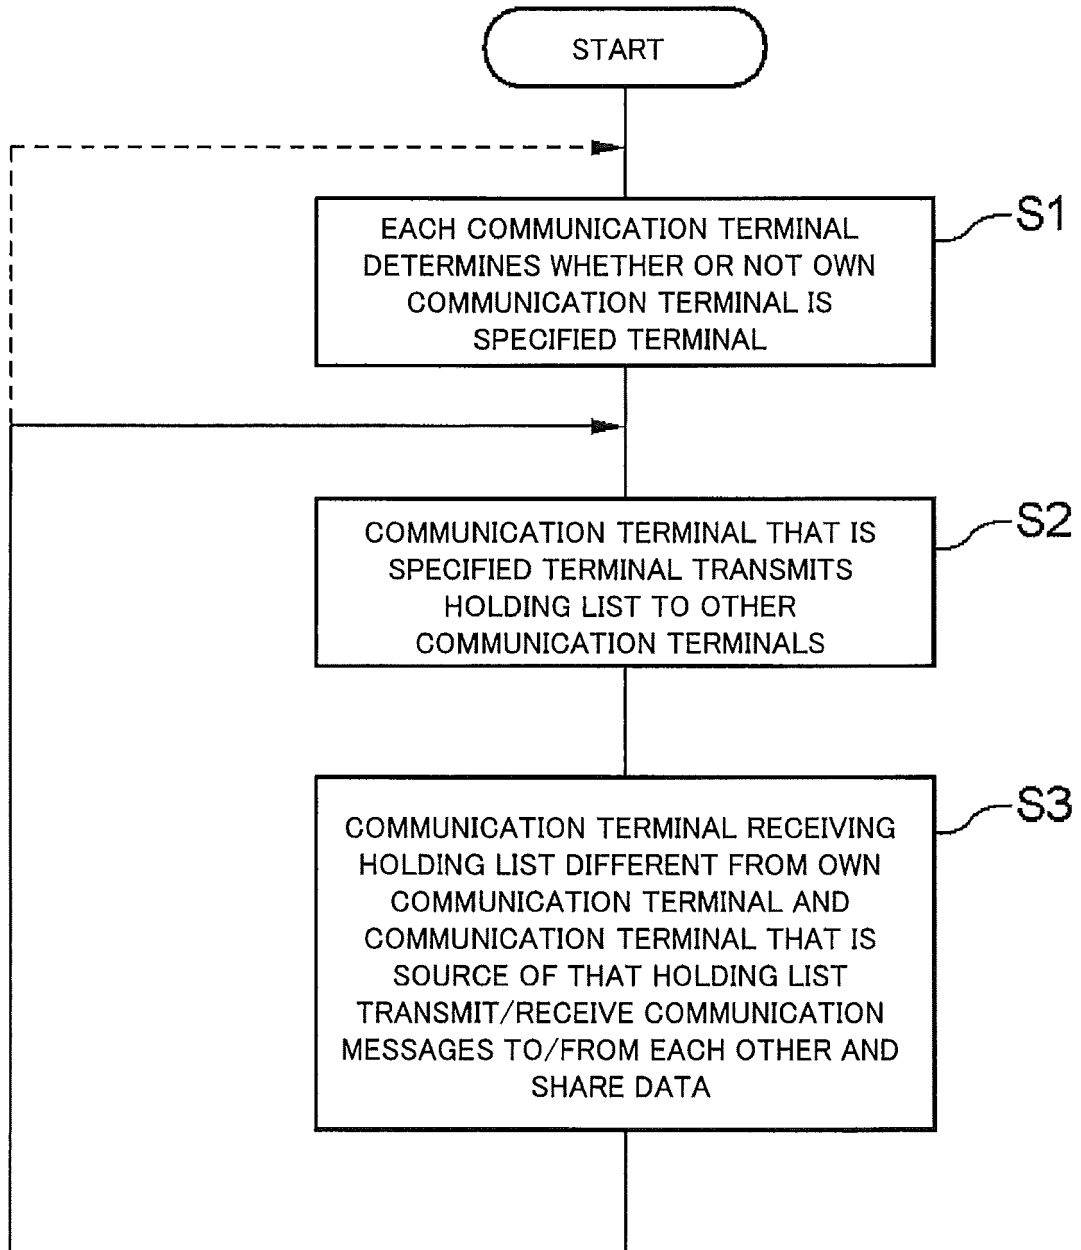 START
S1
EACH COMMUNICATION TERMINAL
DETERMINES WHETHER OR NOT OWN
COMMUNICATION TERMINAL IS
SPECIFIED TERMINAL
S2
COMMUNICATION TERMINAL THAT IS
SPECIFIED TERMINAL TRANSMITS
HOLDING LIST TO OTHER
COMMUNICATION TERMINALS
S3
COMMUNICATION TERMINAL RECEIVING
HOLDING LIST DIFFERENT FROM OWN
COMMUNICATION TERMINAL AND
COMMUNICATION TERMINAL THAT IS
SOURCE OF THAT HOLDING LIST
TRANSMIT/RECEIVE COMMUNICATION
MESSAGES TO/FROM EACH OTHER AND
SHARE DATA